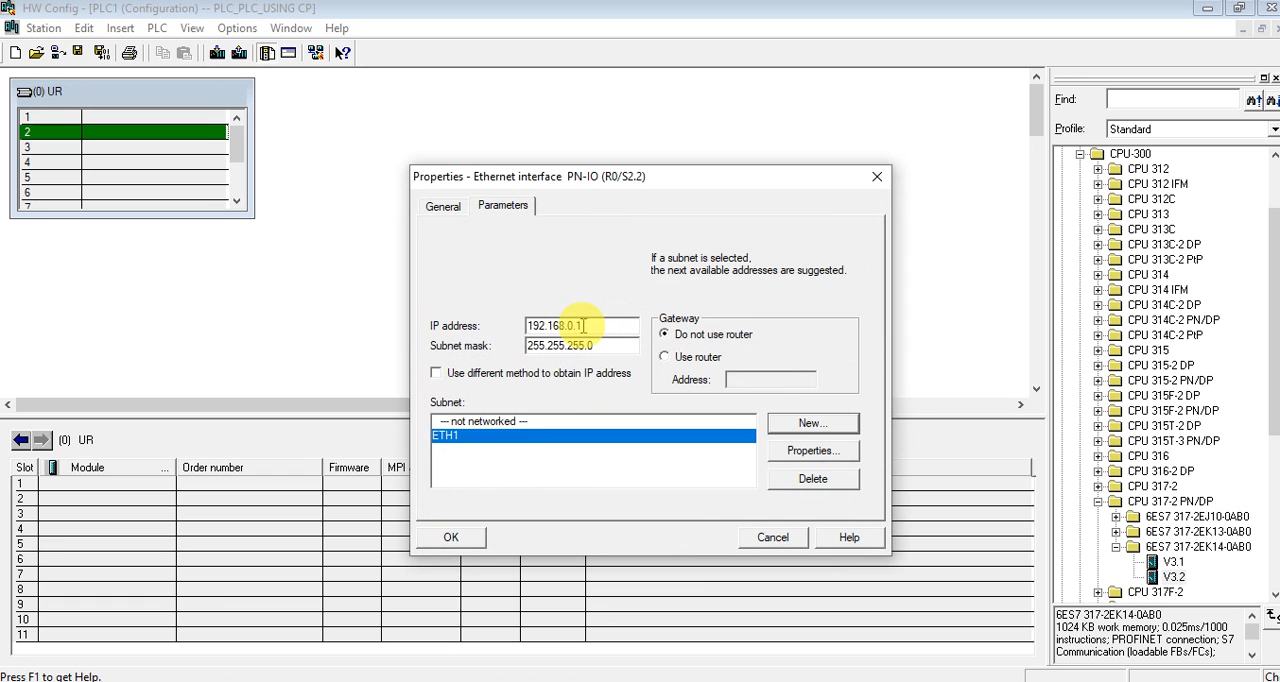 HW Config - [PLC1 (Configuration) -- PLC_PLC_USING CP]
Station Edit Insert PLC View Options Window Help
(0) UR
1
2
3
4
5
6
7
Properties - Ethernet interface PN-IO (R0/S2.2)
General Parameters
If a subnet is selected,
the next available addresses are suggested.
IP address: 192.168.0.1
Subnet mask: 255.255.255.0
Use different method to obtain IP address
Gateway
Do not use router
Use router
Address:
Subnet:
--- not networked ---
ETH1
New...
Properties...
Delete
OK Cancel Help
(0) UR
Slot Module ... Order number Firmware MPI
1
2
3
4
5
6
7
8
9
10
11
Find:
Profile: Standard
CPU-300
CPU 312
CPU 312 IFM
CPU 312C
CPU 313
CPU 313C
CPU 313C-2 DP
CPU 313C-2 PtP
CPU 314
CPU 314 IFM
CPU 314C-2 DP
CPU 314C-2 PN/DP
CPU 314C-2 PtP
CPU 315
CPU 315-2 DP
CPU 315-2 PN/DP
CPU 315F-2 DP
CPU 315F-2 PN/DP
CPU 315T-2 DP
CPU 315T-3 PN/DP
CPU 316
CPU 316-2 DP
CPU 317-2
CPU 317-2 PN/DP
6ES7 317-2EJ10-0AB0
6ES7 317-2EK13-0AB0
6ES7 317-2EK14-0AB0
V3.1
V3.2
CPU 317F-2
6ES7 317-2EK14-0AB0
1024 KB work memory; 0.025ms/1000
instructions; PROFINET connection; S7
Communication (loadable FBs/FCs);
Press F1 to get Help.
Ch